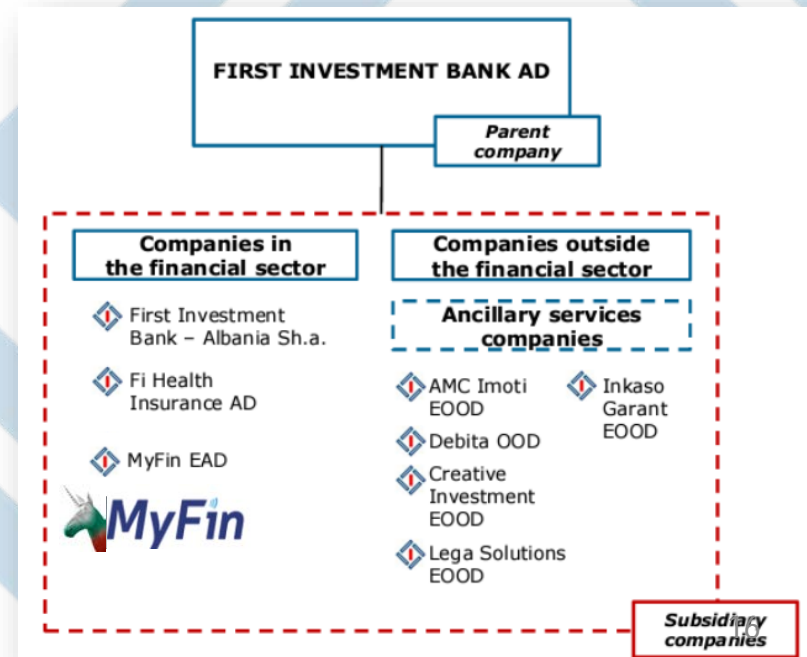 FIRST INVESTMENT BANK AD
Parent
company
Companies in
the financial sector
First Investment
Bank – Albania Sh.a.
Fi Health
Insurance AD
MyFin EAD
MyFin
Companies outside
the financial sector
Ancillary services
companies
AMC Imoti
EOOD
Debita OOD
Creative
Investment
EOOD
Lega Solutions
EOOD
Inkaso
Garant
EOOD
Subsidiary
companies
16